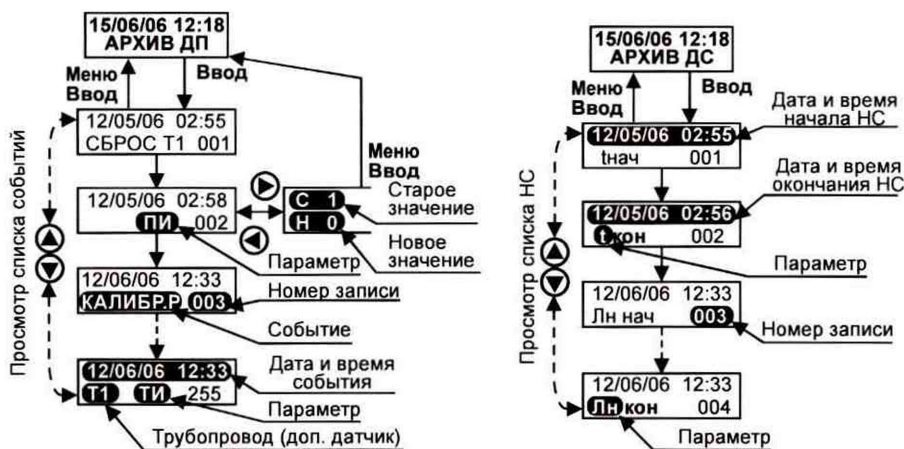 15/06/06 12:18
АРХИВ ДП
Меню
Ввод
Ввод
12/05/06 02:55
СБРОС Т1 001
12/05/06 02:58
ПИ 002
С 1
Н 0
Меню
Ввод
Старое
значение
Новое
значение
Параметр
12/06/06 12:33
КАЛИБР.Р 003
Номер записи
Событие
12/06/06 12:33
Т1 ТИ 255
Дата и время
события
Параметр
Трубопровод (доп. датчик)
Просмотр списка событий
15/06/06 12:18
АРХИВ ДС
Меню
Ввод
Ввод
12/05/06 02:55
tнач 001
Дата и время
начала НС
12/05/06 02:56
tкон 002
Дата и время
окончания НС
Параметр
12/06/06 12:33
Лн нач 003
Номер записи
12/06/06 12:33
Лн кон 004
Параметр
Просмотр списка НС